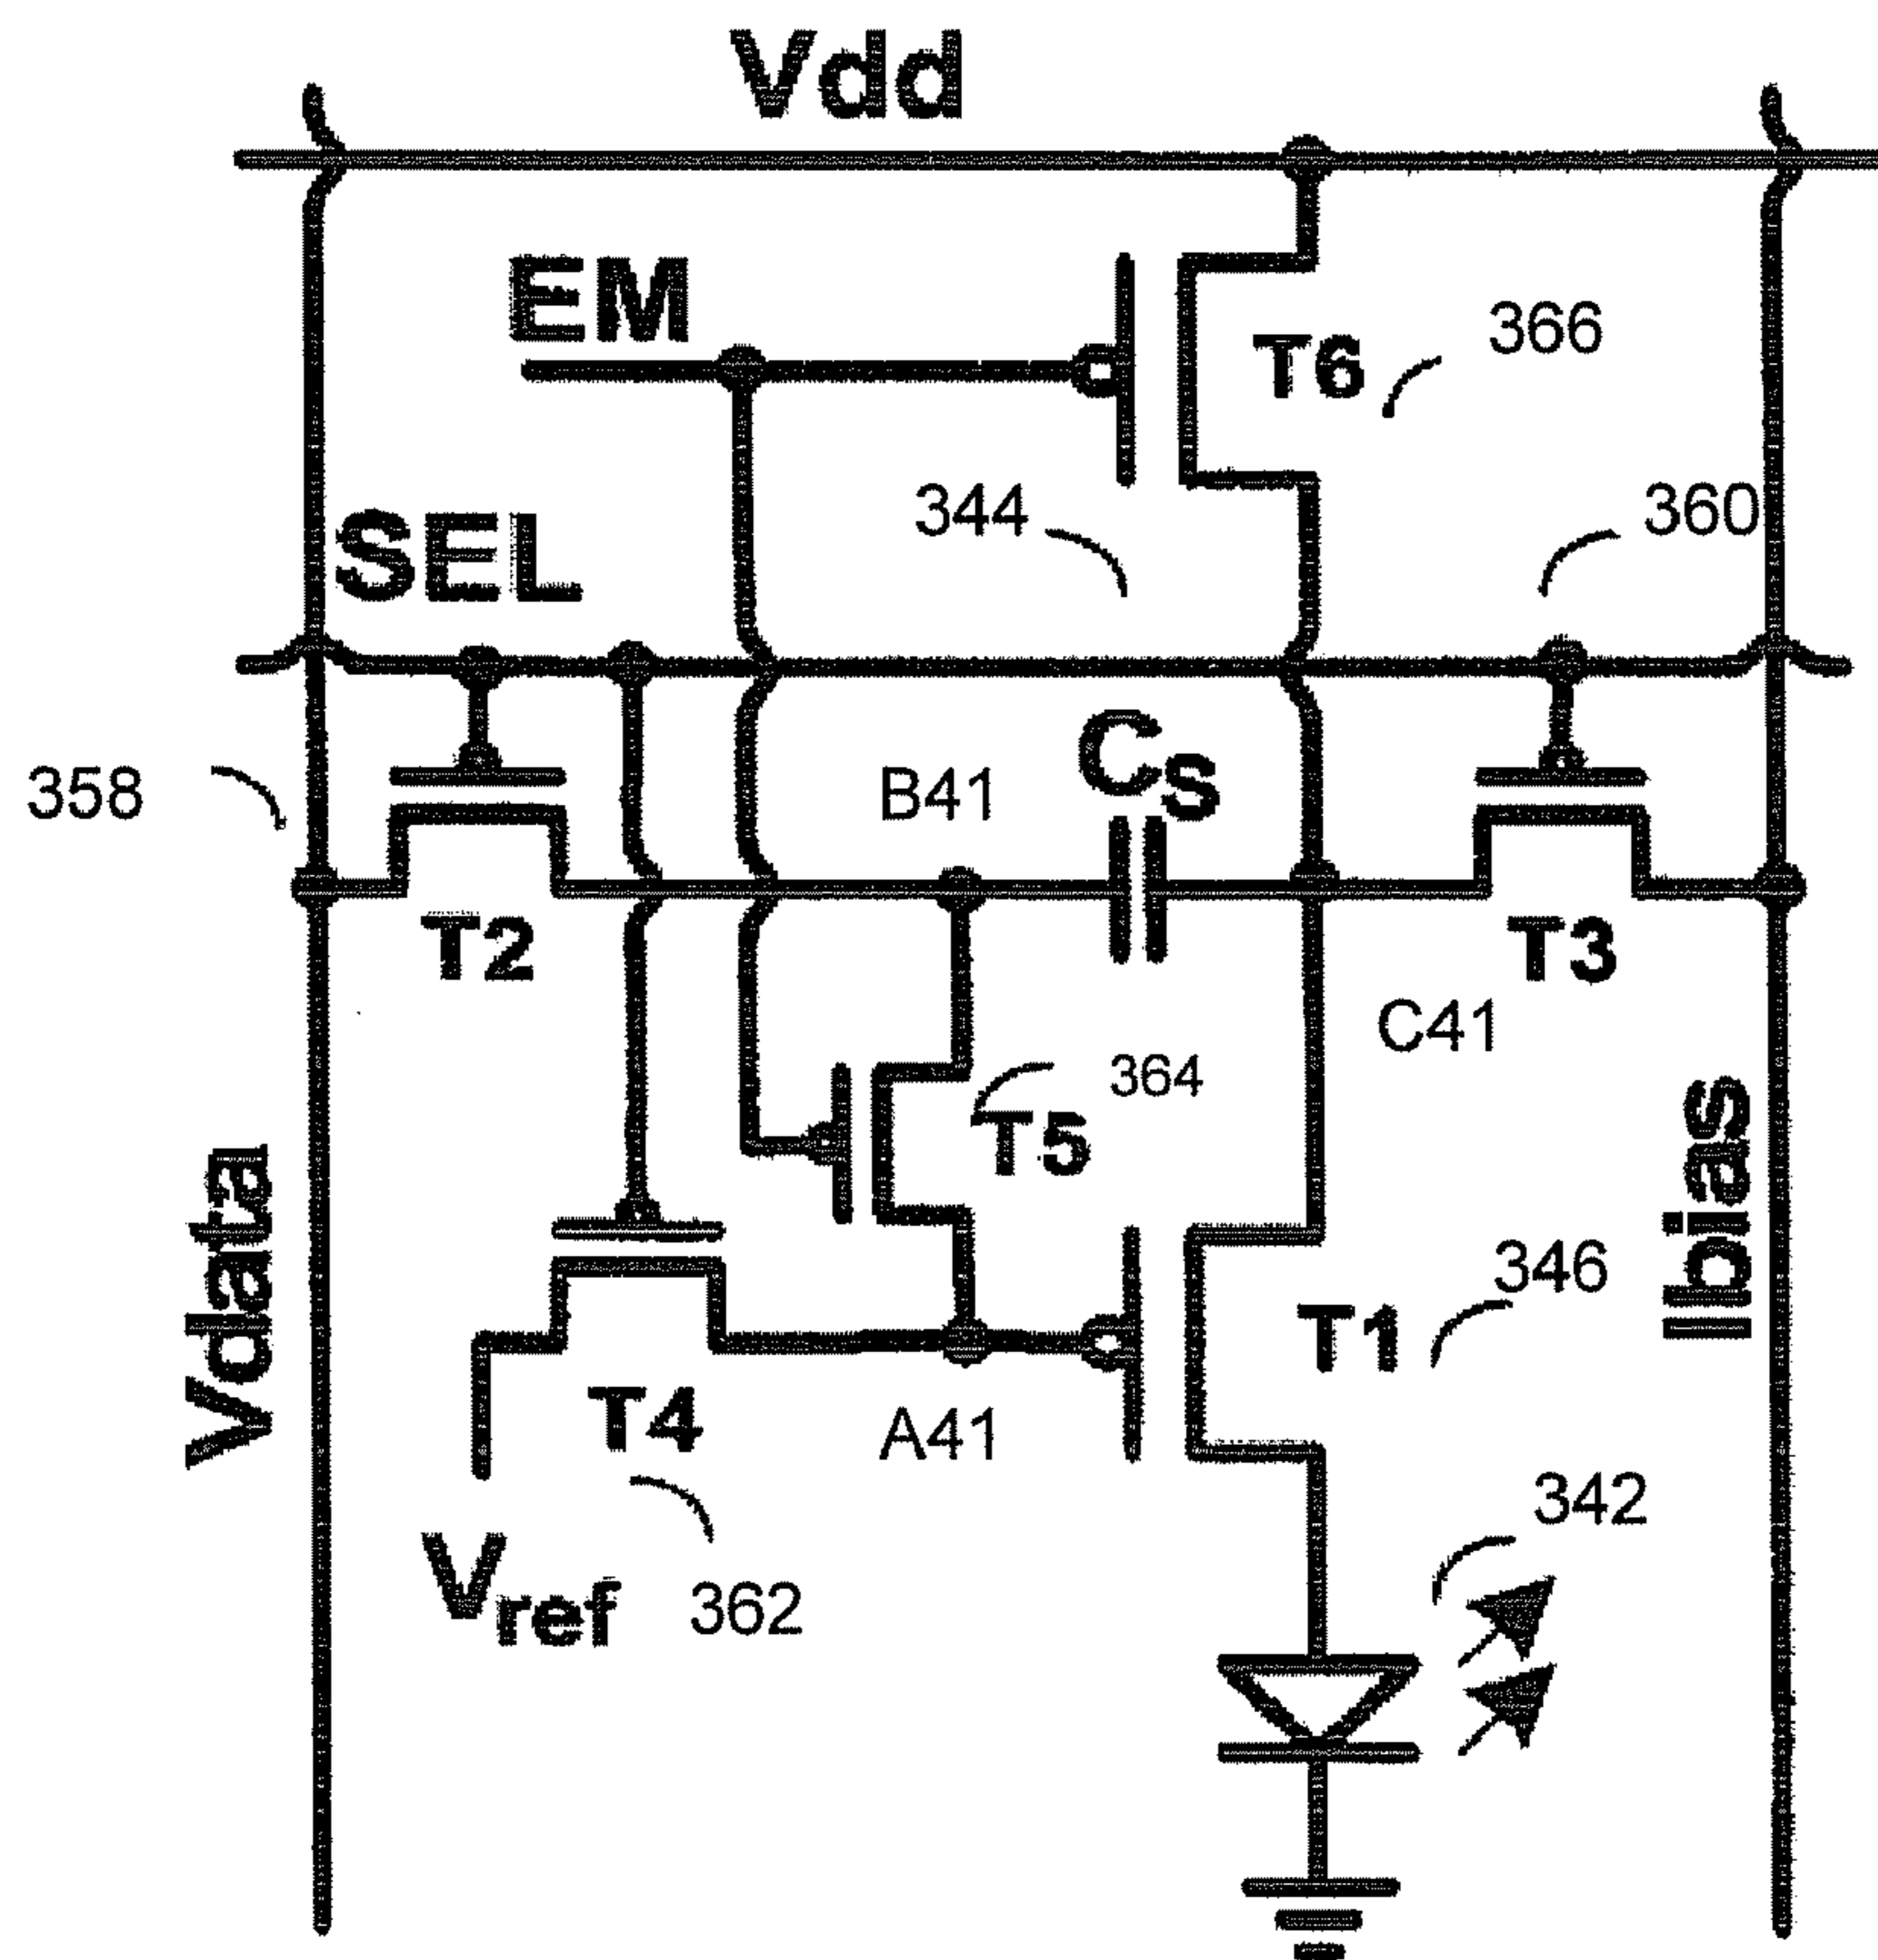 Vdd
EM
366
T6
344
360
SEL
358
B41
Cs
T2
T3
C41
364
T5
Vdata
Ibias
346
T1
T4
A41
342
Vref
362